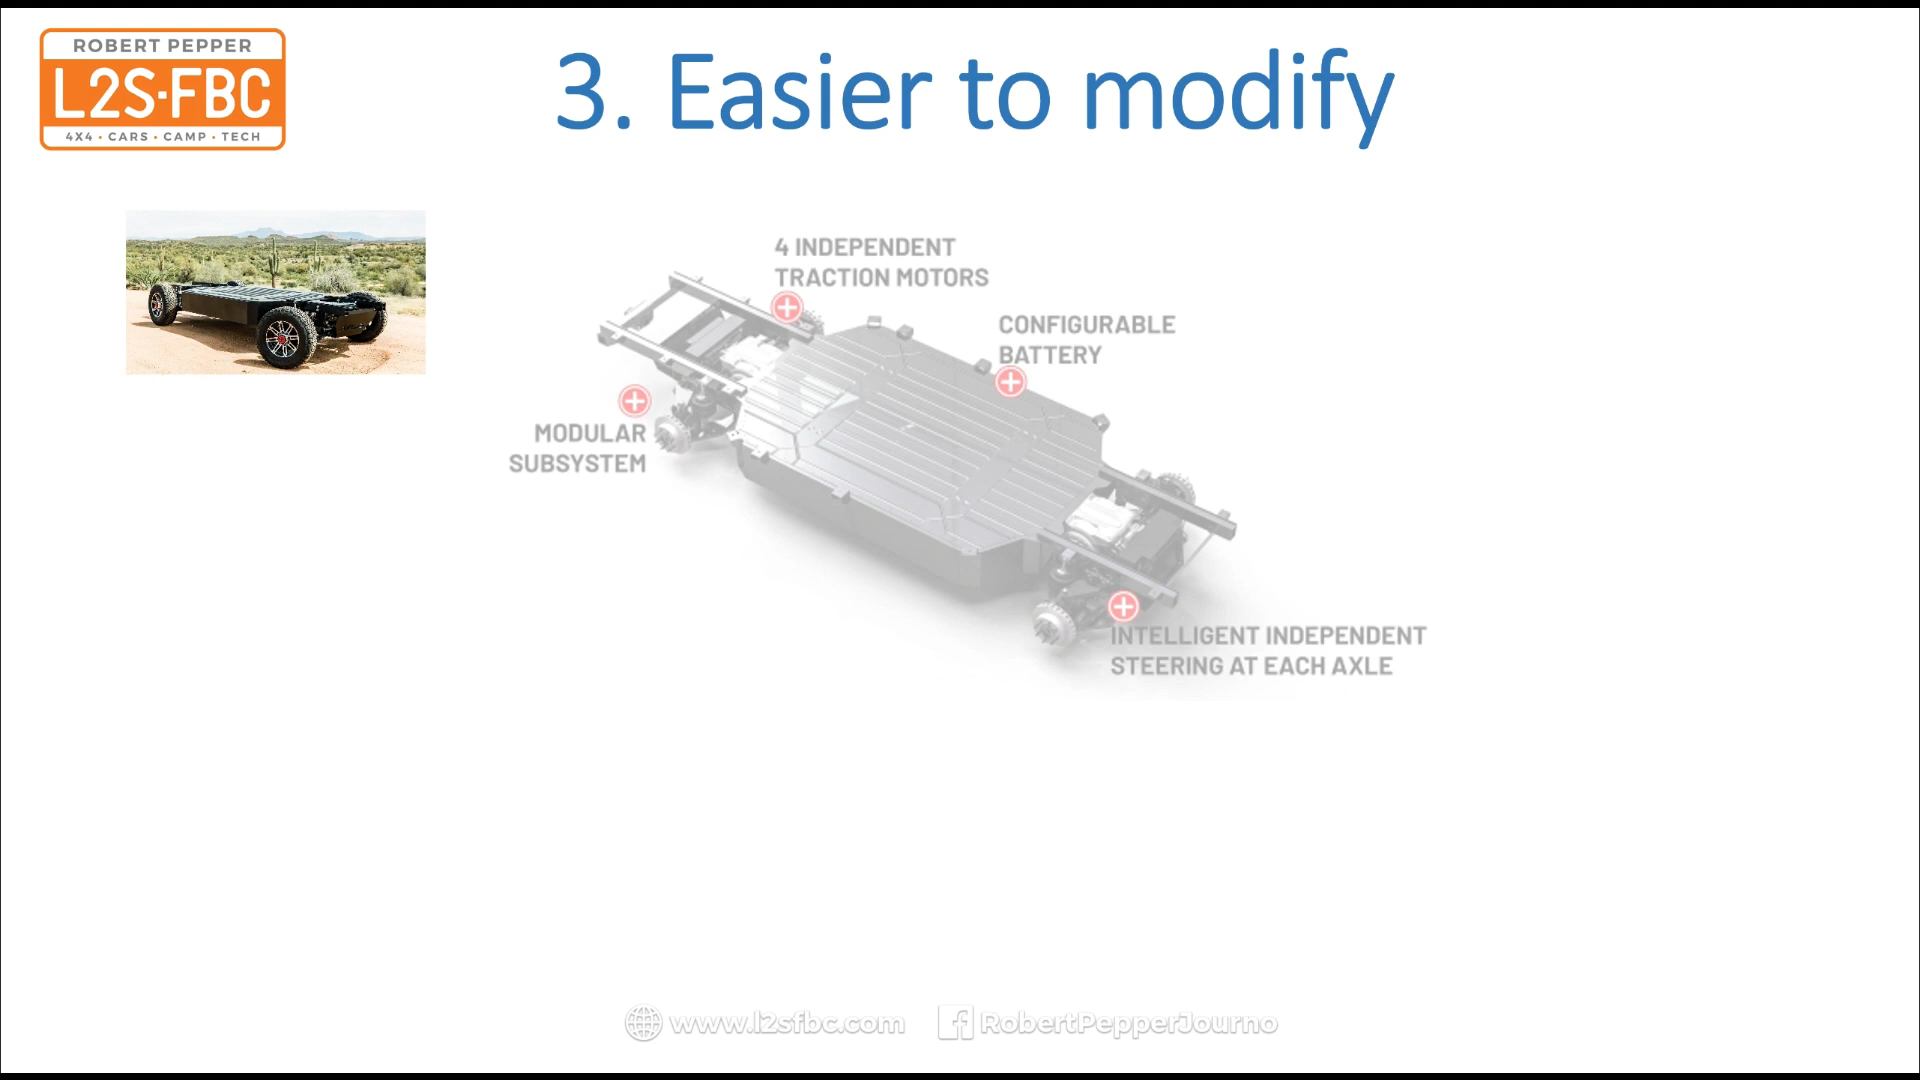 ROBERT PEPPER
L2S·FBC
4X4 · CARS · CAMP · TECH
3. Easier to modify
4 INDEPENDENT
TRACTION MOTORS
CONFIGURABLE
BATTERY
MODULAR
SUBSYSTEM
INTELLIGENT INDEPENDENT
STEERING AT EACH AXLE
www.l2sfbc.com
RobertPepperJourno